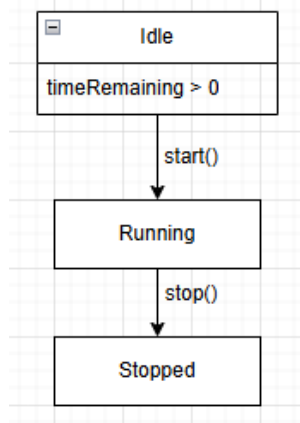 Idle
timeRemaining > 0
start()
Running
stop()
Stopped